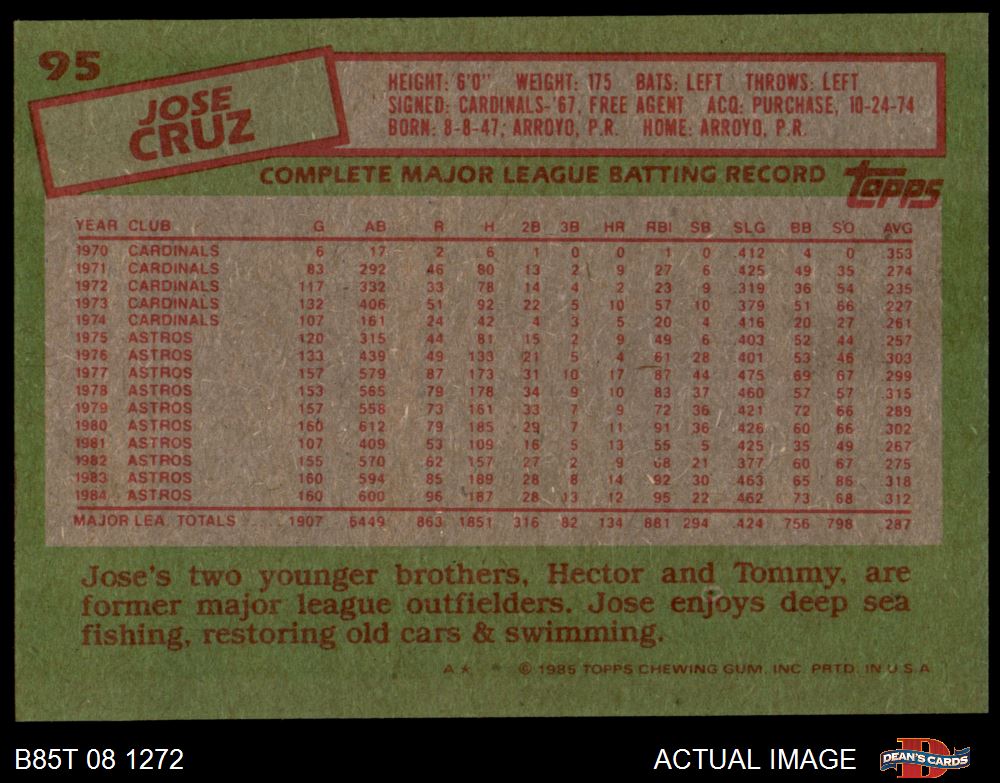 95
JOSE
CRUZ
HEIGHT: 6'0" WEIGHT: 175 BATS: LEFT THROWS: LEFT
SIGNED: CARDINALS-'67, FREE AGENT ACQ: PURCHASE, 10-24-74
BORN: 8-8-47; ARROYO, P.R. HOME: ARROYO, P.R.
COMPLETE MAJOR LEAGUE BATTING RECORD
topps
YEAR CLUB G AB R H 2B 3B HR RBI SB SLG BB SO AVG
1970 CARDINALS 6 17 2 6 1 0 0 1 0 .412 4 0 .353
1971 CARDINALS 83 292 46 80 13 2 9 27 6 .425 49 35 .274
1972 CARDINALS 117 332 33 78 14 4 2 23 9 .319 36 54 .235
1973 CARDINALS 132 406 51 92 22 5 10 57 10 .379 51 66 .227
1974 CARDINALS 107 161 24 42 4 3 5 20 4 .416 20 27 .261
1975 ASTROS 120 315 44 81 15 2 9 49 6 .403 52 44 .257
1976 ASTROS 133 439 49 133 21 5 4 61 28 .401 53 46 .303
1977 ASTROS 157 579 87 173 31 10 17 87 44 .475 69 67 .299
1978 ASTROS 153 565 79 178 34 9 10 83 37 .460 57 57 .315
1979 ASTROS 157 558 73 161 33 7 9 72 36 .421 72 66 .289
1980 ASTROS 160 612 79 185 29 7 11 91 36 .426 60 66 .302
1981 ASTROS 107 409 53 109 16 5 13 55 5 .425 35 49 .267
1982 ASTROS 155 570 62 157 27 2 9 68 21 .377 60 67 .275
1983 ASTROS 160 594 85 189 28 8 14 92 30 .463 65 86 .318
1984 ASTROS 160 600 96 187 28 13 12 95 22 .462 73 68 .312
MAJOR LEA. TOTALS 1907 6449 863 1851 316 82 134 881 294 .424 756 798 .287
Jose's two younger brothers, Hector and Tommy, are
former major league outfielders. Jose enjoys deep sea
fishing, restoring old cars & swimming.
A* © 1985 TOPPS CHEWING GUM, INC. PRTD. IN U.S.A.
B85T 08 1272 ACTUAL IMAGE DEAN'S CARDS